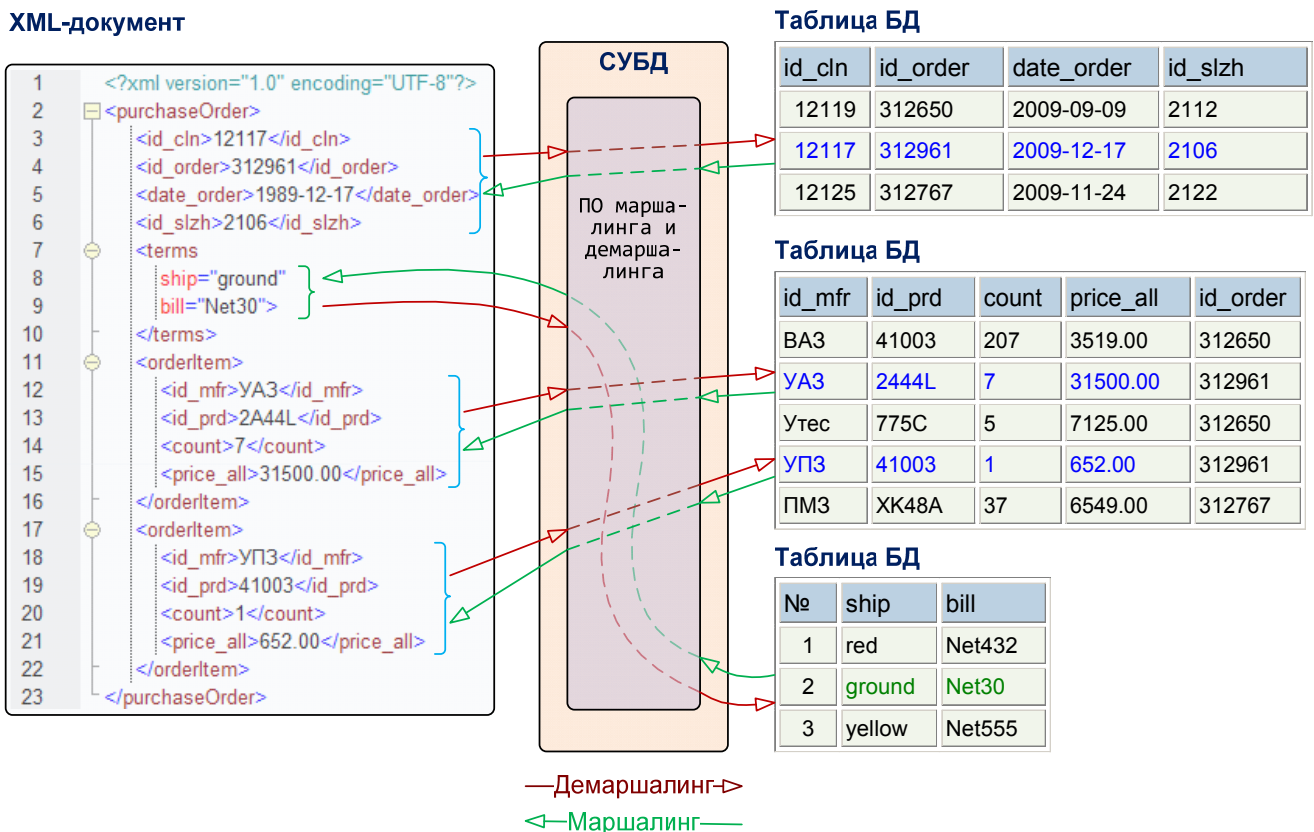 XML-документ
1 <?xml version="1.0" encoding="UTF-8"?>
2 <purchaseOrder>
3 <id_cln>12117</id_cln>
4 <id_order>312961</id_order>
5 <date_order>1989-12-17</date_order>
6 <id_slzh>2106</id_slzh>
7 <terms
8 ship="ground"
9 bill="Net30">
10 </terms>
11 <orderItem>
12 <id_mfr>УАЗ</id_mfr>
13 <id_prd>2A44L</id_prd>
14 <count>7</count>
15 <price_all>31500.00</price_all>
16 </orderItem>
17 <orderItem>
18 <id_mfr>УПЗ</id_mfr>
19 <id_prd>41003</id_prd>
20 <count>1</count>
21 <price_all>652.00</price_all>
22 </orderItem>
23 </purchaseOrder>
СУБД
ПО марша-
линга и
демарша-
линга
Таблица БД
id_cln id_order date_order id_slzh
12119 312650 2009-09-09 2112
12117 312961 2009-12-17 2106
12125 312767 2009-11-24 2122
Таблица БД
id_mfr id_prd count price_all id_order
ВАЗ 41003 207 3519.00 312650
УАЗ 2444L 7 31500.00 312961
Утес 775C 5 7125.00 312650
УПЗ 41003 1 652.00 312961
ПМЗ XK48A 37 6549.00 312767
Таблица БД
№ ship bill
1 red Net432
2 ground Net30
3 yellow Net555
Демаршалинг
Маршалинг